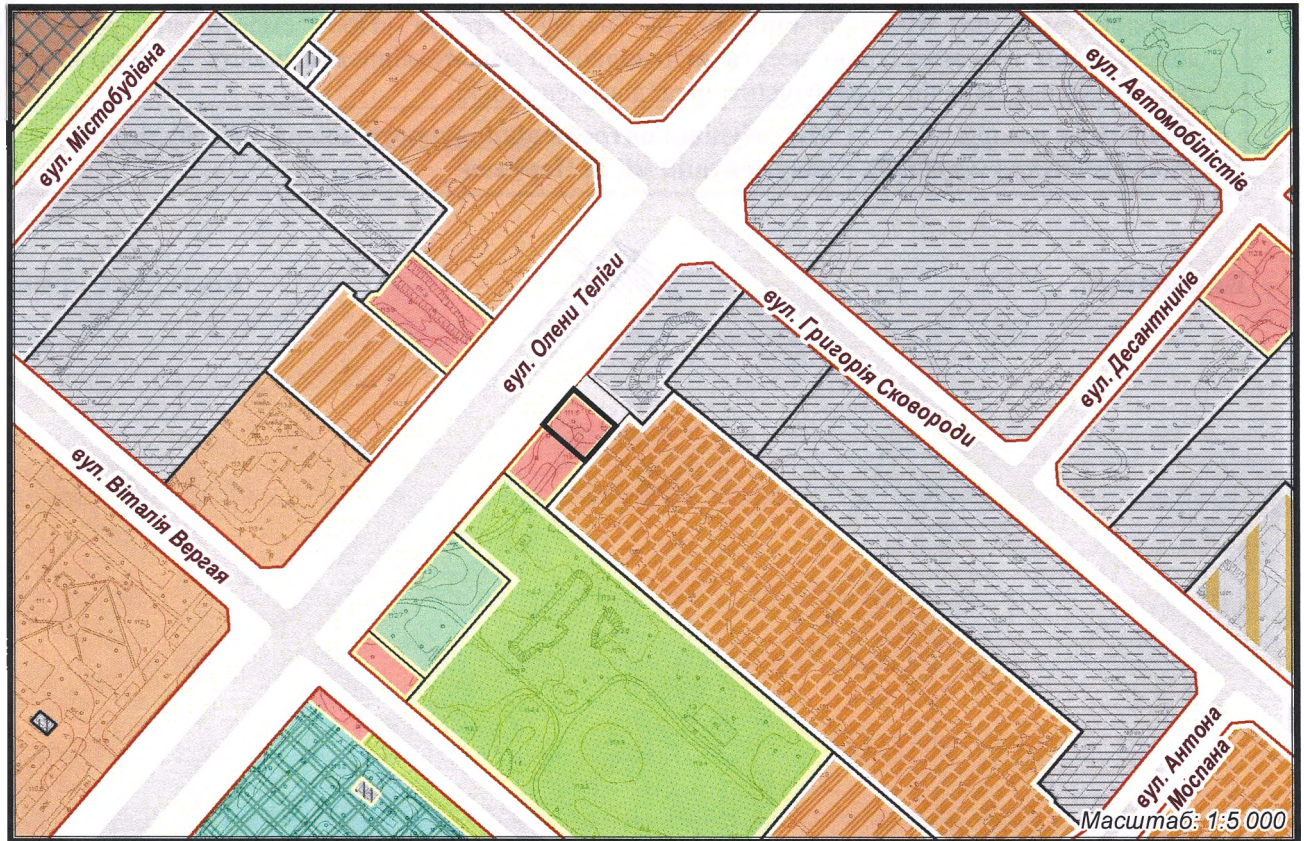 вул. Містобудівна
вул. Автомобілістів
вул. Олени Теліги
вул. Григорія Сковороди
вул. Десантників
вул. Віталія Вергая
вул. Антона
Моспана
Масштаб: 1:5 000